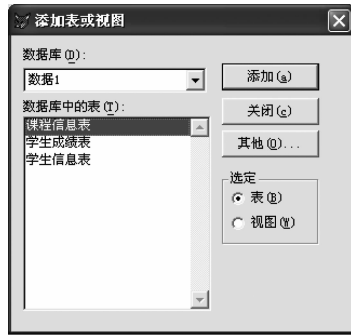 添加表或视图
数据库(D):
数据1
添加(a)
数据库中的表(T):
关闭(c)
课程信息表
学生成绩表
其他(O)...
学生信息表
选定
表(B)
视图(W)